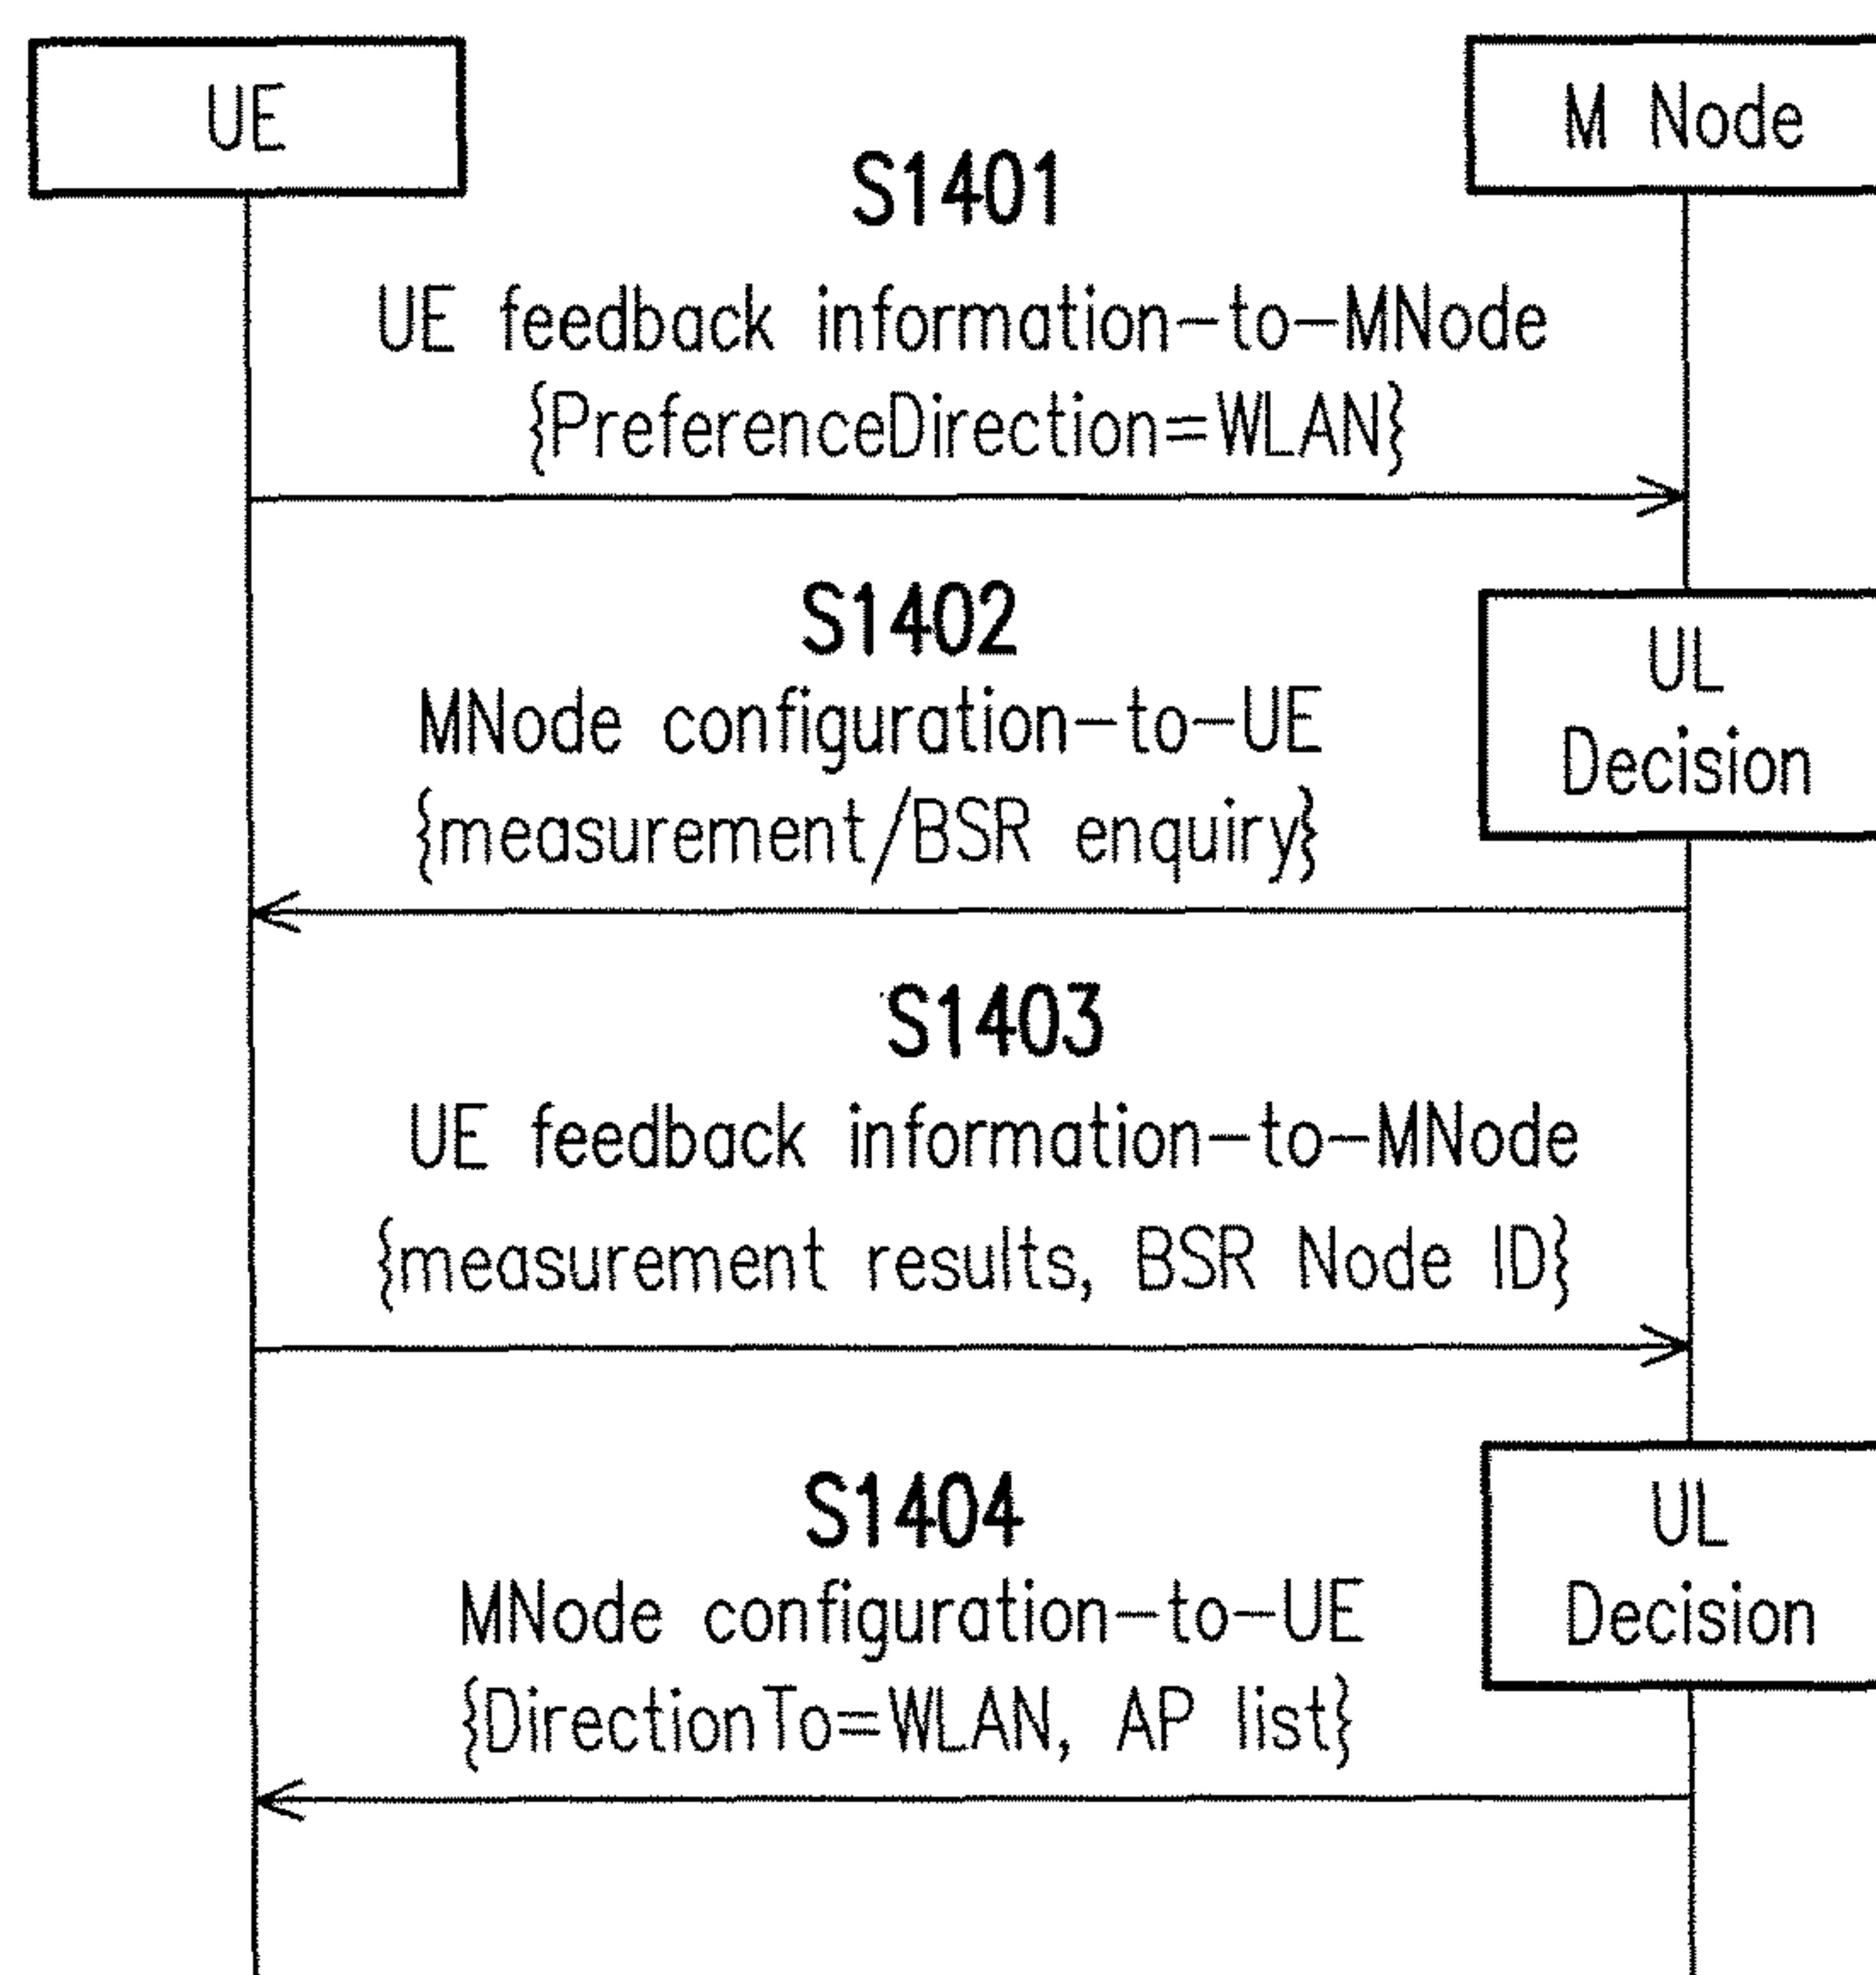 UE
M Node
S1401
UE feedback information-to-MNode
{PreferenceDirection=WLAN}
S1402
MNode configuration-to-UE
{measurement/BSR enquiry}
UL
Decision
S1403
UE feedback information-to-MNode
{measurement results, BSR Node ID}
S1404
MNode configuration-to-UE
{DirectionTo=WLAN, AP list}
UL
Decision